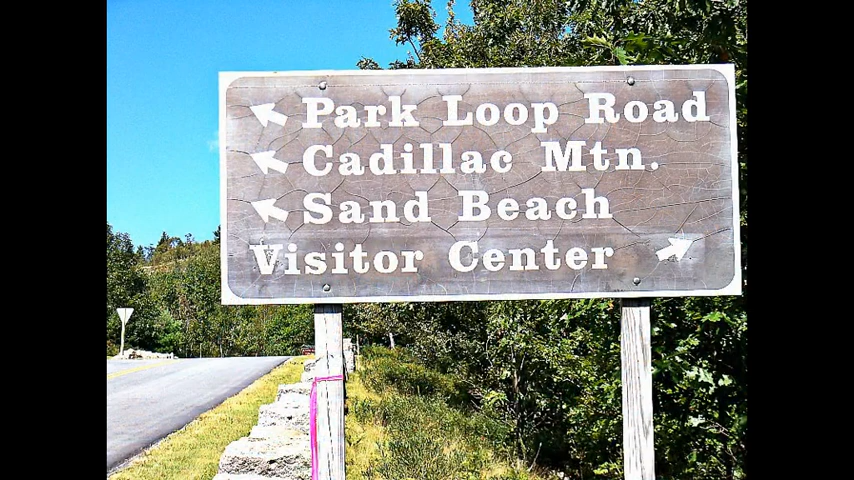 Park Loop Road
Cadillac Mtn.
Sand Beach
Visitor Center